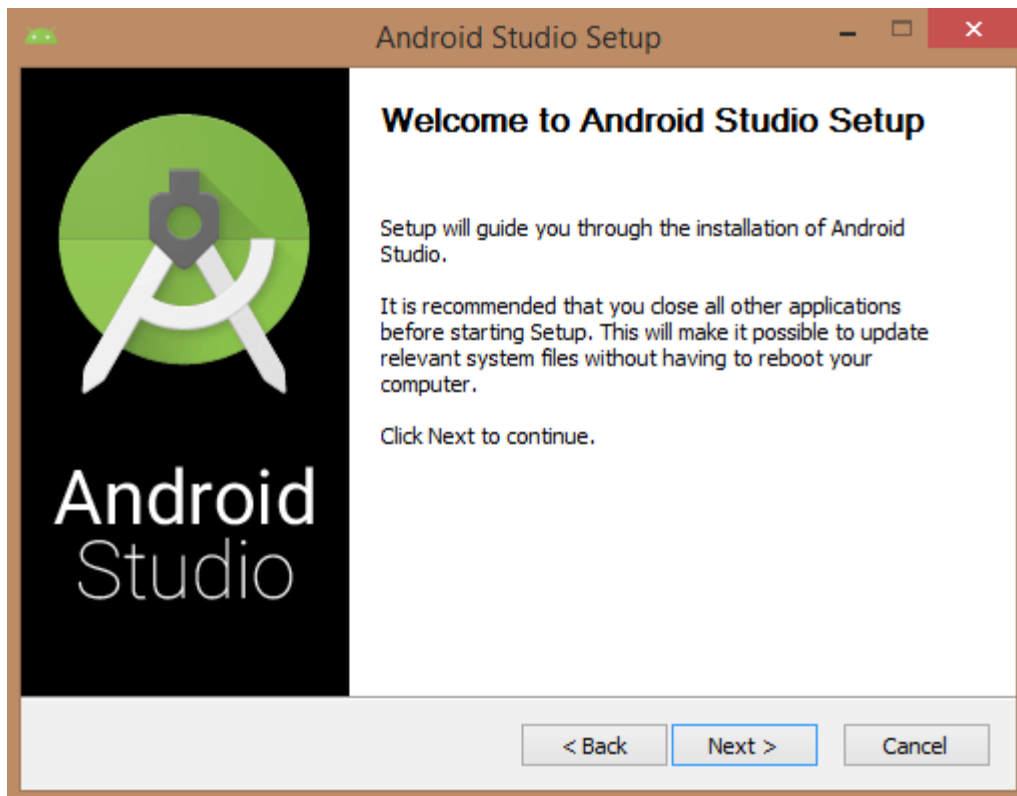 Android Studio Setup
Welcome to Android Studio Setup
Setup will guide you through the installation of Android
Studio.
It is recommended that you close all other applications
before starting Setup. This will make it possible to update
relevant system files without having to reboot your
computer.
Click Next to continue.
Android
Studio
< Back
Next >
Cancel